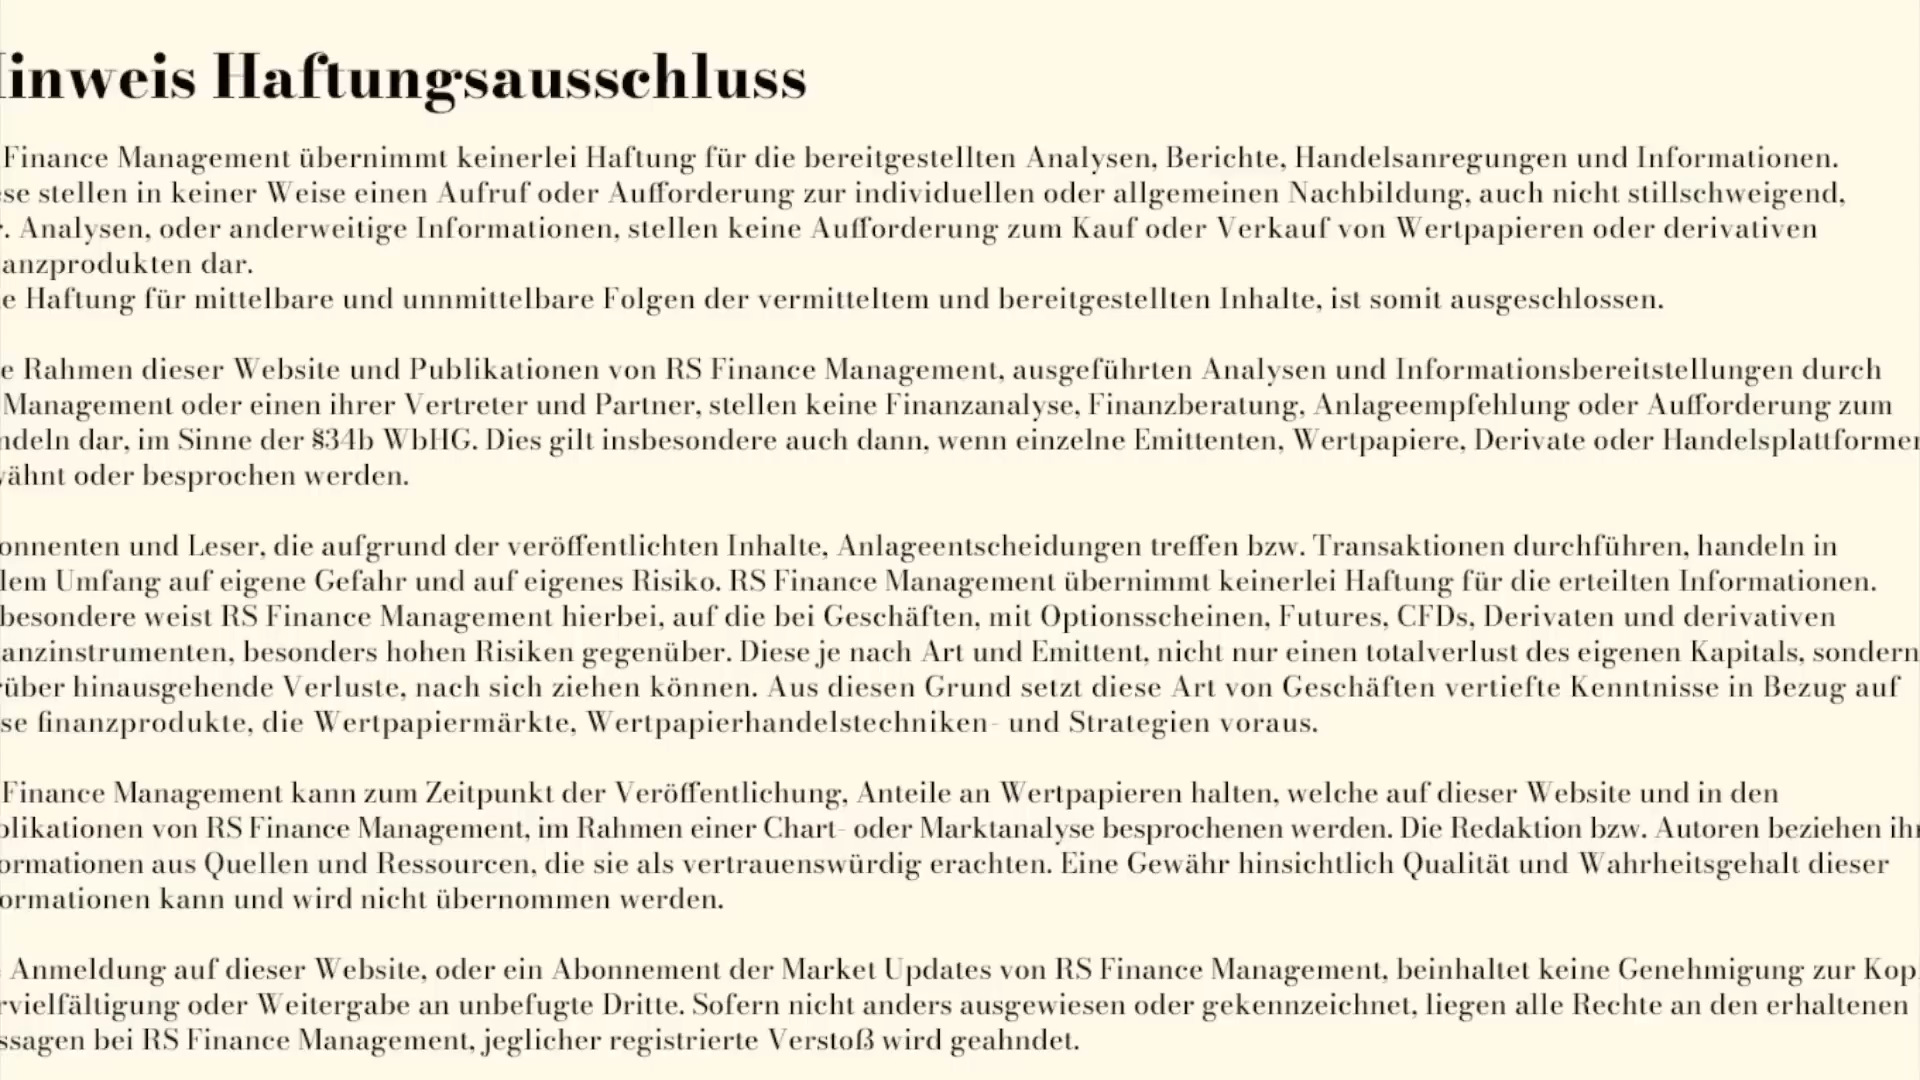 inweis Haftungsausschluss
Finance Management übernimmt keinerlei Haftung für die bereitgestellten Analysen, Berichte, Handelsanregungen und Informationen.
se stellen in keiner Weise einen Aufruf oder Aufforderung zur individuellen oder allgemeinen Nachbildung, auch nicht stillschweigend,
. Analysen, oder anderweitige Informationen, stellen keine Aufforderung zum Kauf oder Verkauf von Wertpapieren oder derivativen
anzprodukten dar.
e Haftung für mittelbare und unnmittelbare Folgen der vermitteltem und bereitgestellten Inhalte, ist somit ausgeschlossen.
e Rahmen dieser Website und Publikationen von RS Finance Management, ausgeführten Analysen und Informationsbereitstellungen durch
Management oder einen ihrer Vertreter und Partner, stellen keine Finanzanalyse, Finanzberatung, Anlageempfehlung oder Aufforderung zum
ndeln dar, im Sinne der §34b WbHG. Dies gilt insbesondere auch dann, wenn einzelne Emittenten, Wertpapiere, Derivate oder Handelsplattformen
ähnt oder besprochen werden.
onnenten und Leser, die aufgrund der veröffentlichten Inhalte, Anlageentscheidungen treffen bzw. Transaktionen durchführen, handeln in
lem Umfang auf eigene Gefahr und auf eigenes Risiko. RS Finance Management übernimmt keinerlei Haftung für die erteilten Informationen.
besondere weist RS Finance Management hierbei, auf die bei Geschäften, mit Optionsscheinen, Futures, CFDs, Derivaten und derivativen
anzinstrumenten, besonders hohen Risiken gegenüber. Diese je nach Art und Emittent, nicht nur einen totalverlust des eigenen Kapitals, sondern
über hinausgehende Verluste, nach sich ziehen können. Aus diesen Grund setzt diese Art von Geschäften vertiefte Kenntnisse in Bezug auf
se finanzprodukte, die Wertpapiermärkte, Wertpapierhandelstechniken- und Strategien voraus.
Finance Management kann zum Zeitpunkt der Veröffentlichung, Anteile an Wertpapieren halten, welche auf dieser Website und in den
blikationen von RS Finance Management, im Rahmen einer Chart- oder Marktanalyse besprochenen werden. Die Redaktion bzw. Autoren beziehen ihr
ormationen aus Quellen und Ressourcen, die sie als vertrauenswürdig erachten. Eine Gewähr hinsichtlich Qualität und Wahrheitsgehalt dieser
ormationen kann und wird nicht übernommen werden.
Anmeldung auf dieser Website, oder ein Abonnement der Market Updates von RS Finance Management, beinhaltet keine Genehmigung zur Kop
rvielfältigung oder Weitergabe an unbefugte Dritte. Sofern nicht anders ausgewiesen oder gekennzeichnet, liegen alle Rechte an den erhaltenen
ssagen bei RS Finance Management, jeglicher registrierte Verstoß wird geahndet.